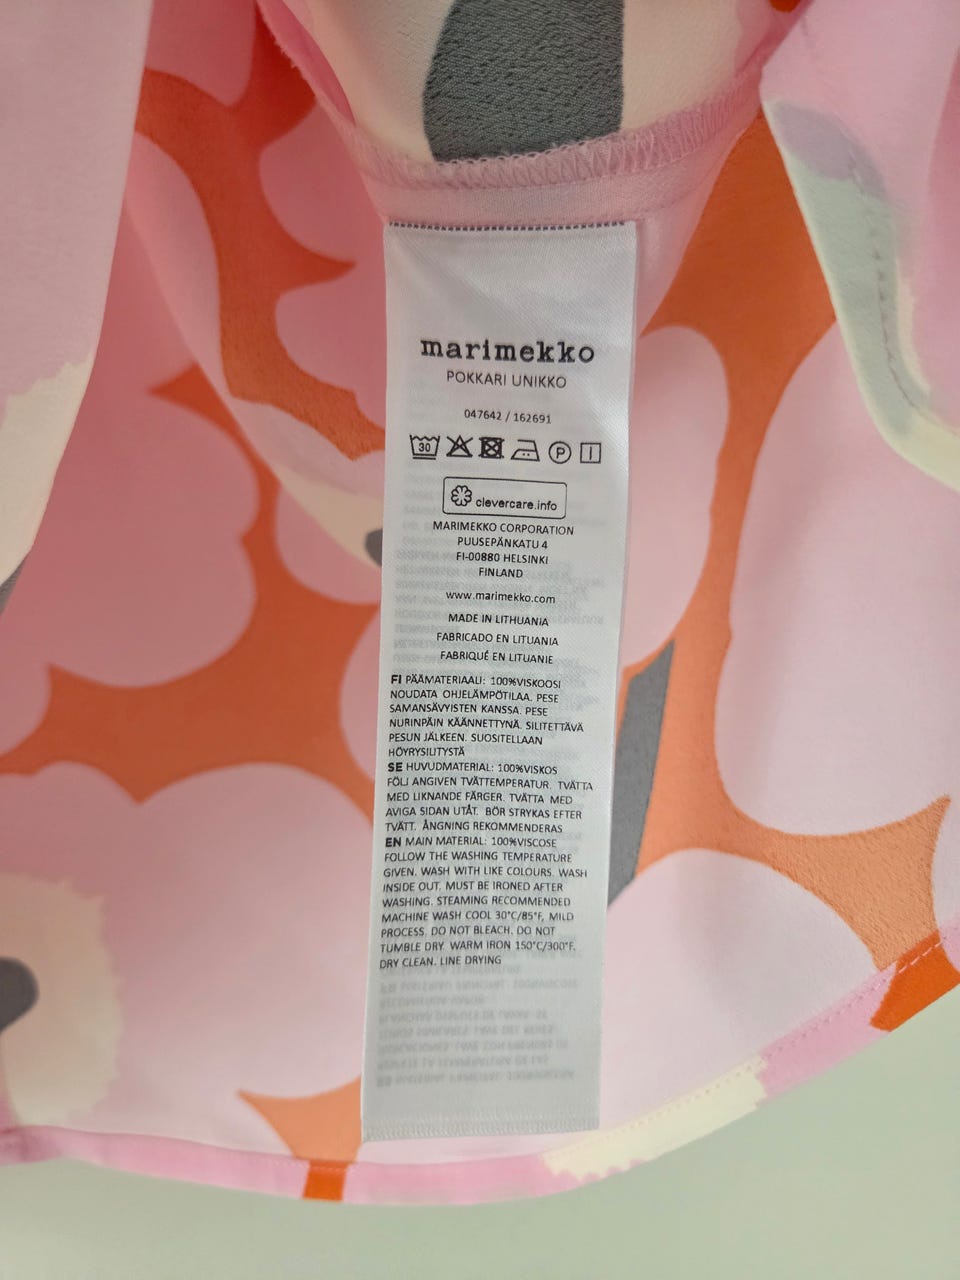 marimekko
POKKARI UNIKKO
047642 / 162691
30 P
clevercare.info
MARIMEKKO CORPORATION
PUUSEPÄNKATU 4
FI-00880 HELSINKI
FINLAND
www.marimekko.com
MADE IN LITHUANIA
FABRICADO EN LITUANIA
FABRIQUÉ EN LITUANIE
FI PÄÄMATERIAALI: 100%VISKOOSI
NOUDATA OHJELÄMPÖTILAA. PESE
SAMANSÄVYISTEN KANSSA. PESE
NURINPÄIN KÄÄNNETTYNÄ. SILITETTÄVÄ
PESUN JÄLKEEN. SUOSITELLAAN
HÖYRYSILITYSTÄ
SE HUVUDMATERIAL: 100%VISKOS
FÖLJ ANGIVEN TVÄTTEMPERATUR. TVÄTTA
MED LIKNANDE FÄRGER. TVÄTTA MED
AVIGA SIDAN UTÅT. BÖR STRYKAS EFTER
TVÄTT. ÅNGNING REKOMMENDERAS
EN MAIN MATERIAL: 100%VISCOSE
FOLLOW THE WASHING TEMPERATURE
GIVEN. WASH WITH LIKE COLOURS. WASH
INSIDE OUT. MUST BE IRONED AFTER
WASHING. STEAMING RECOMMENDED
MACHINE WASH COOL 30°C/85°F, MILD
PROCESS. DO NOT BLEACH. DO NOT
TUMBLE DRY. WARM IRON 150°C/300°F.
DRY CLEAN. LINE DRYING